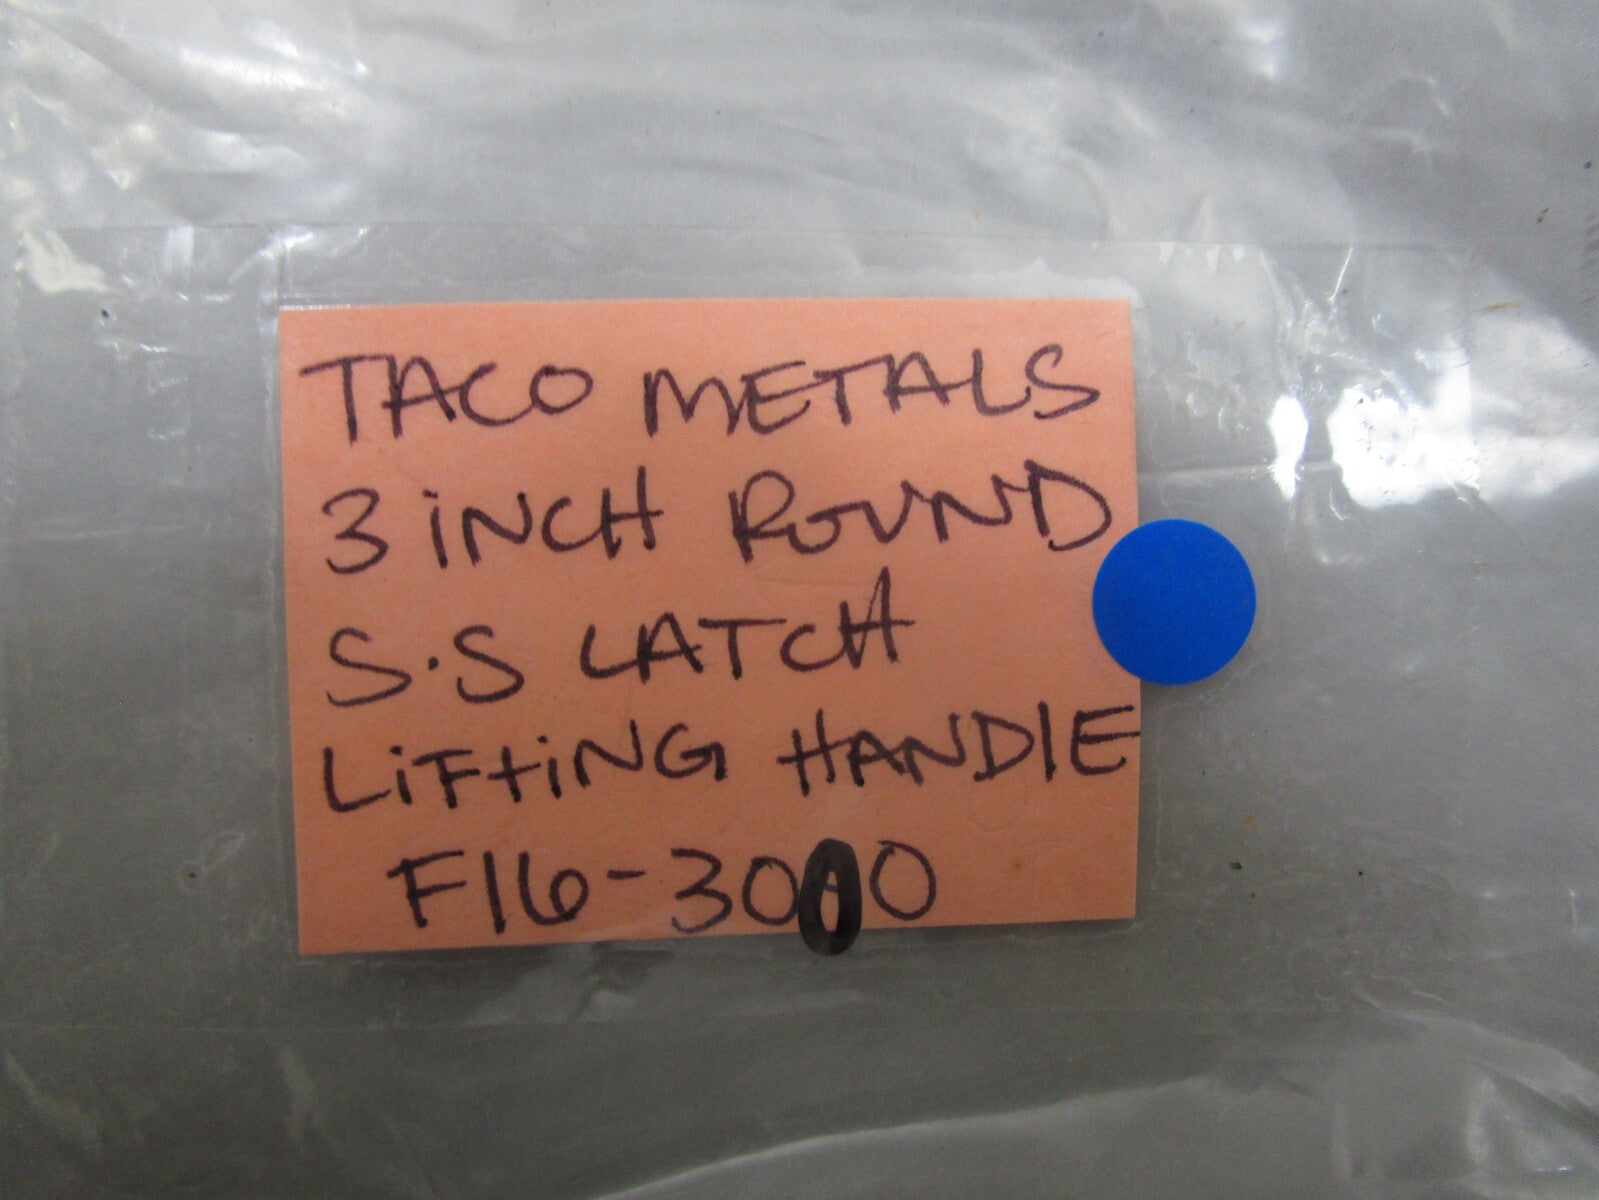 TACO METALS
3 iNCH ROUND
S.S LATCH
LiFtiNG HANDlE
F16-3000